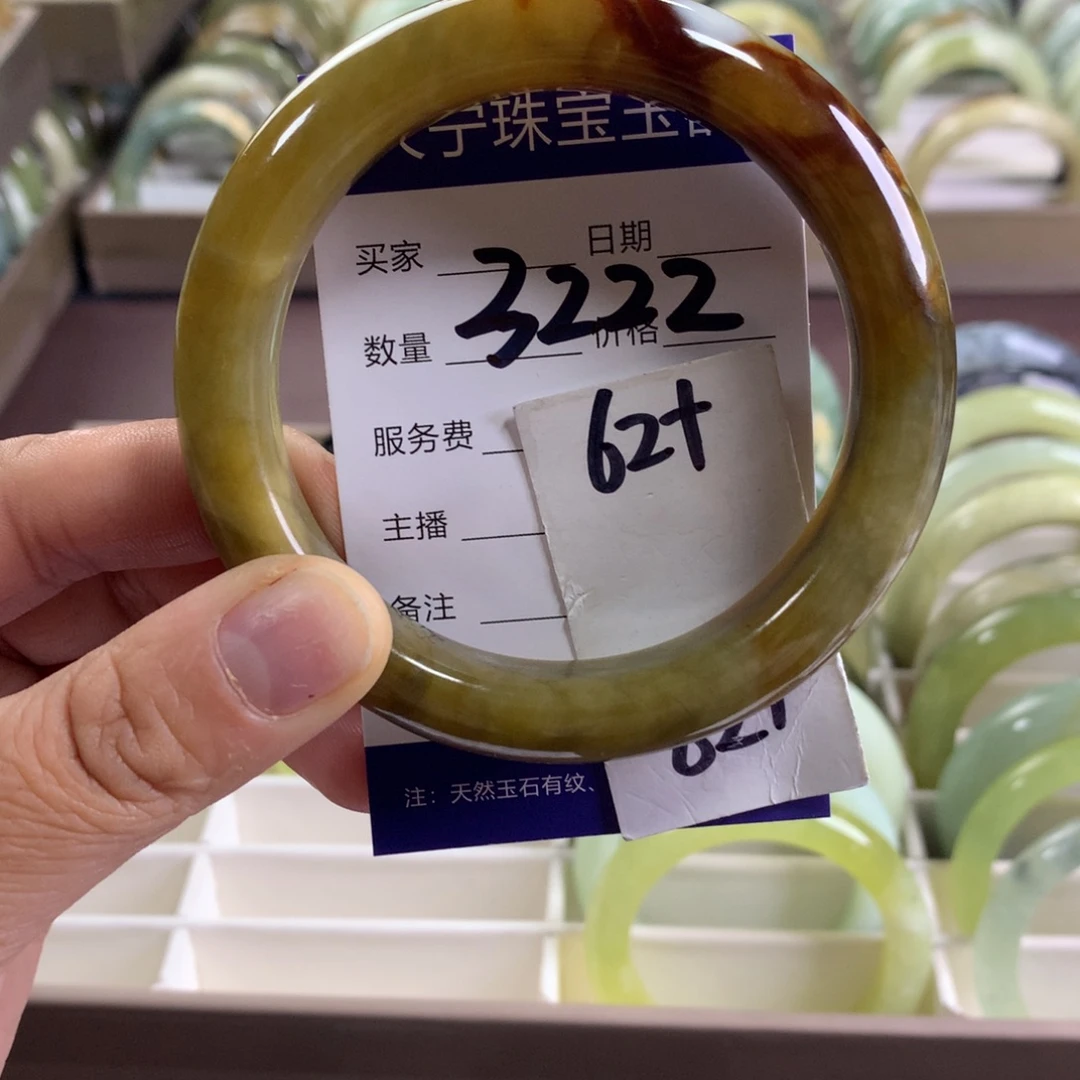 宁珠宝玉
买家 日期
3222
数量 价格
62+
服务费
主播
备注
注：天然玉石有纹、